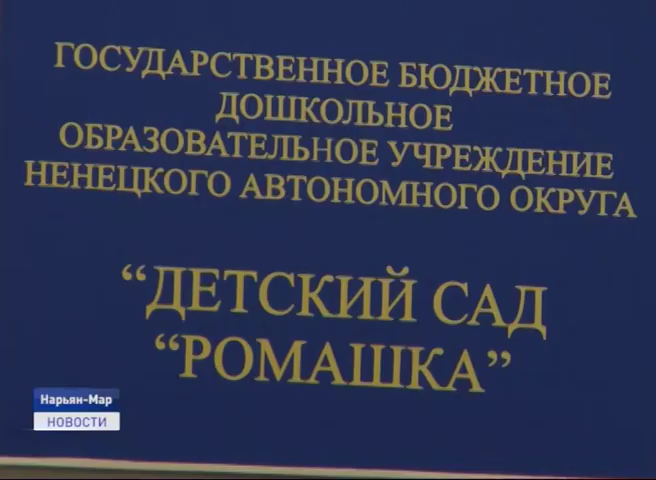 ГОСУДАРСТВЕННОЕ БЮДЖЕТНОЕ
ДОШКОЛЬНОЕ
ОБРАЗОВАТЕЛЬНОЕ УЧРЕЖДЕНИЕ
НЕНЕЦКОГО АВТОНОМНОГО ОКРУГА
“ДЕТСКИЙ САД
“РОМАШКА”
Нарьян-Мар
НОВОСТИ